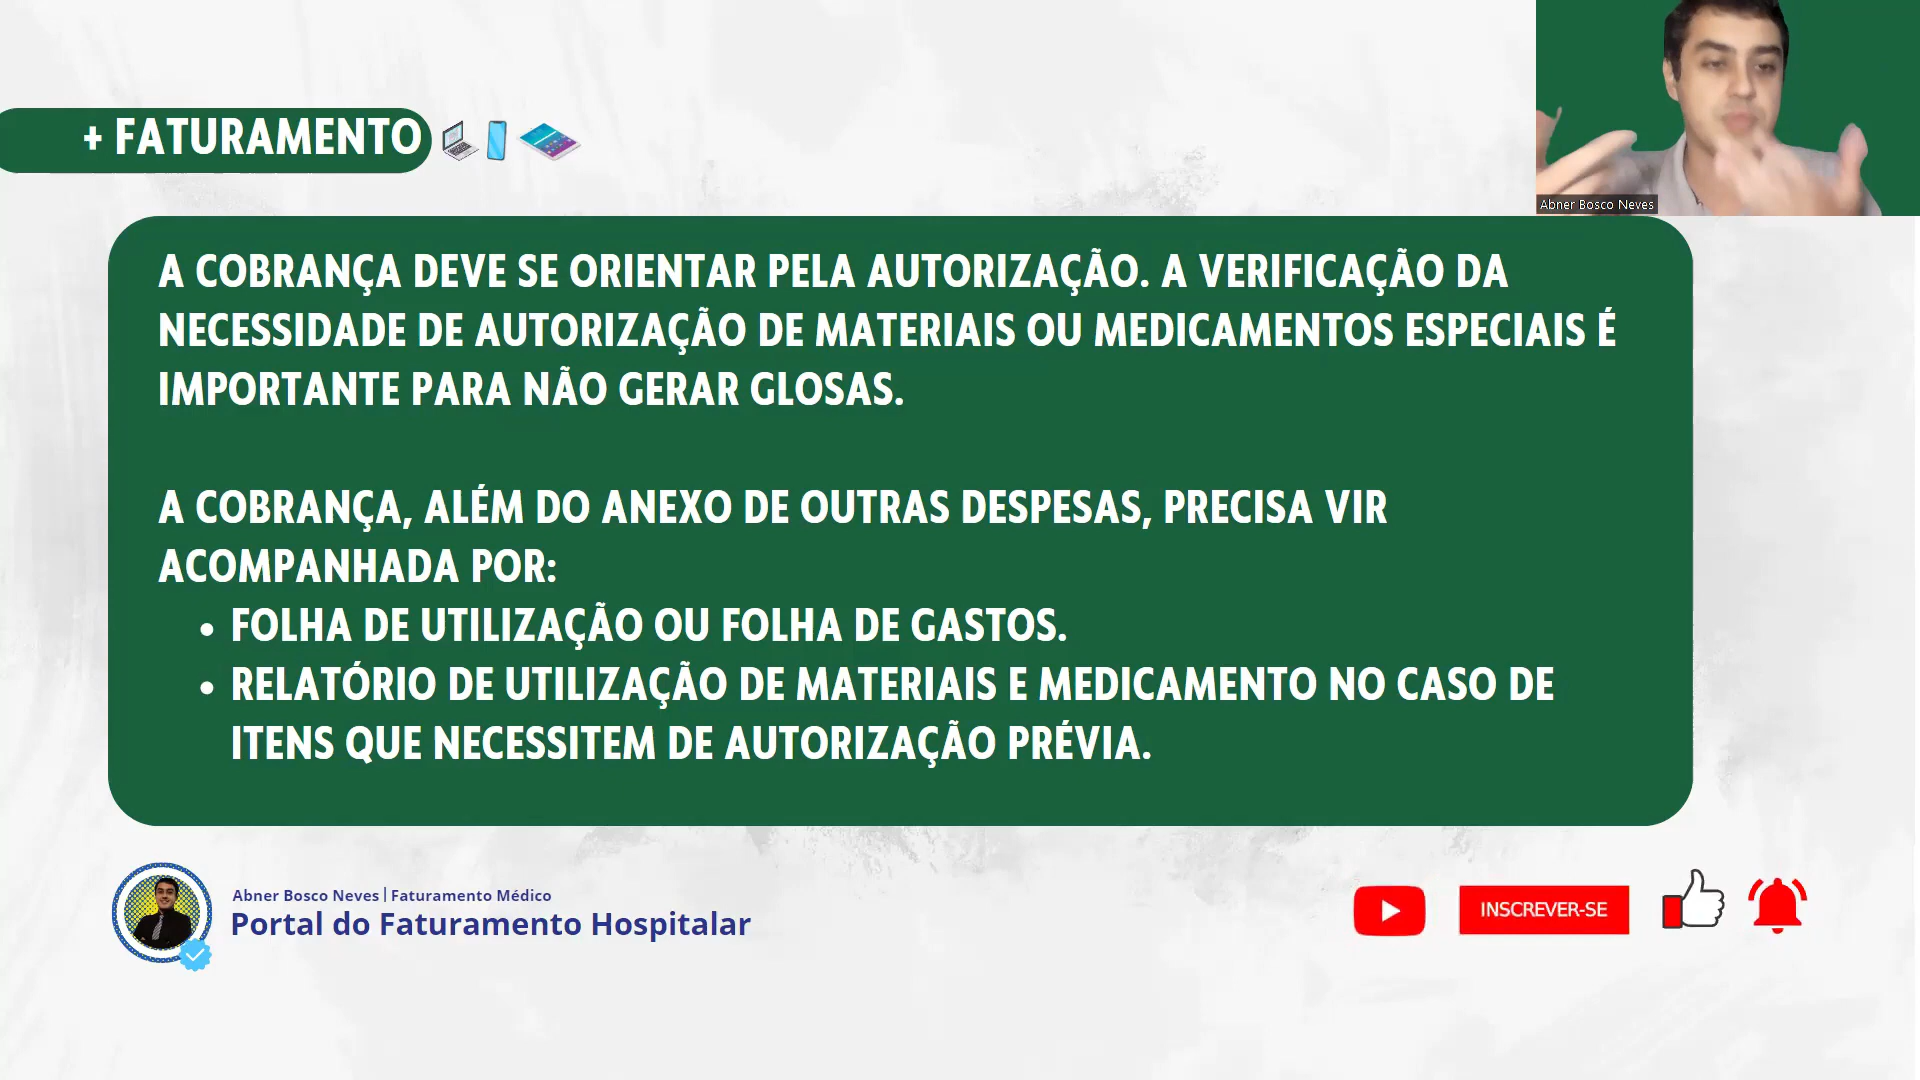 + FATURAMENTO
Abner Bosco Neves
A COBRANÇA DEVE SE ORIENTAR PELA AUTORIZAÇÃO. A VERIFICAÇÃO DA
NECESSIDADE DE AUTORIZAÇÃO DE MATERIAIS OU MEDICAMENTOS ESPECIAIS É
IMPORTANTE PARA NÃO GERAR GLOSAS.
A COBRANÇA, ALÉM DO ANEXO DE OUTRAS DESPESAS, PRECISA VIR
ACOMPANHADA POR:
• FOLHA DE UTILIZAÇÃO OU FOLHA DE GASTOS.
• RELATÓRIO DE UTILIZAÇÃO DE MATERIAIS E MEDICAMENTO NO CASO DE
ITENS QUE NECESSITEM DE AUTORIZAÇÃO PRÉVIA.
Abner Bosco Neves | Faturamento Médico
Portal do Faturamento Hospitalar
INSCREVER-SE